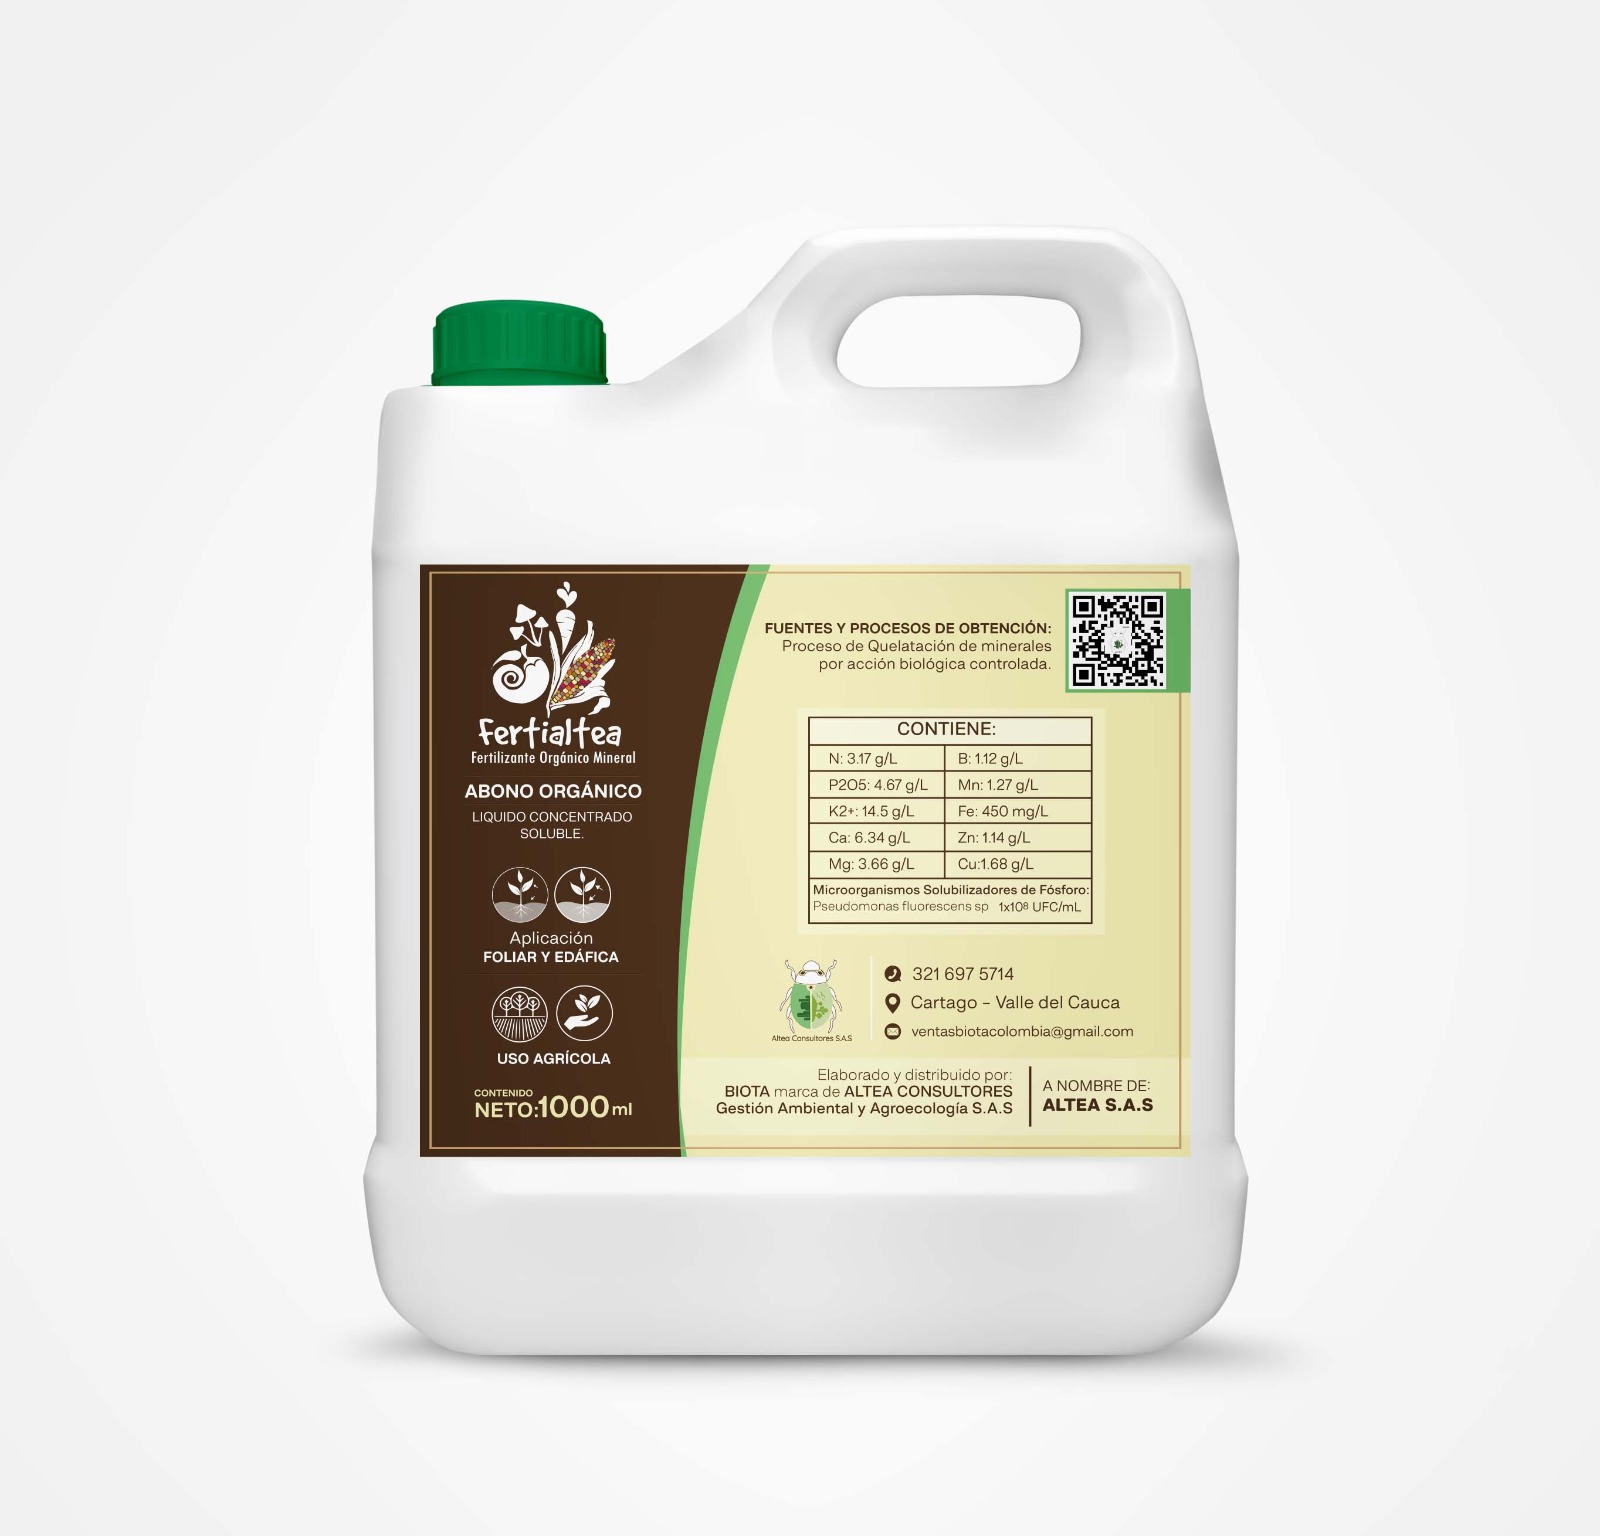 Fertialtea
Fertilizante Orgánico Mineral
ABONO ORGÁNICO
LIQUIDO CONCENTRADO
SOLUBLE.
Aplicación
FOLIAR Y EDÁFICA
USO AGRÍCOLA
CONTENIDO
NETO:1000 ml
FUENTES Y PROCESOS DE OBTENCIÓN:
Proceso de Quelatación de minerales
por acción biológica controlada.
CONTIENE:
N: 3.17 g/L B: 1.12 g/L
P2O5: 4.67 g/L Mn: 1.27 g/L
K2+: 14.5 g/L Fe: 450 mg/L
Ca: 6.34 g/L Zn: 1.14 g/L
Mg: 3.66 g/L Cu:1.68 g/L
Microorganismos Solubilizadores de Fósforo:
Pseudomonas fluorescens sp 1x10⁸ UFC/mL
Altea Consultores S.A.S
321 697 5714
Cartago - Valle del Cauca
ventasbiotacolombia@gmail.com
Elaborado y distribuido por:
BIOTA marca de ALTEA CONSULTORES
Gestión Ambiental y Agroecología S.A.S
A NOMBRE DE:
ALTEA S.A.S